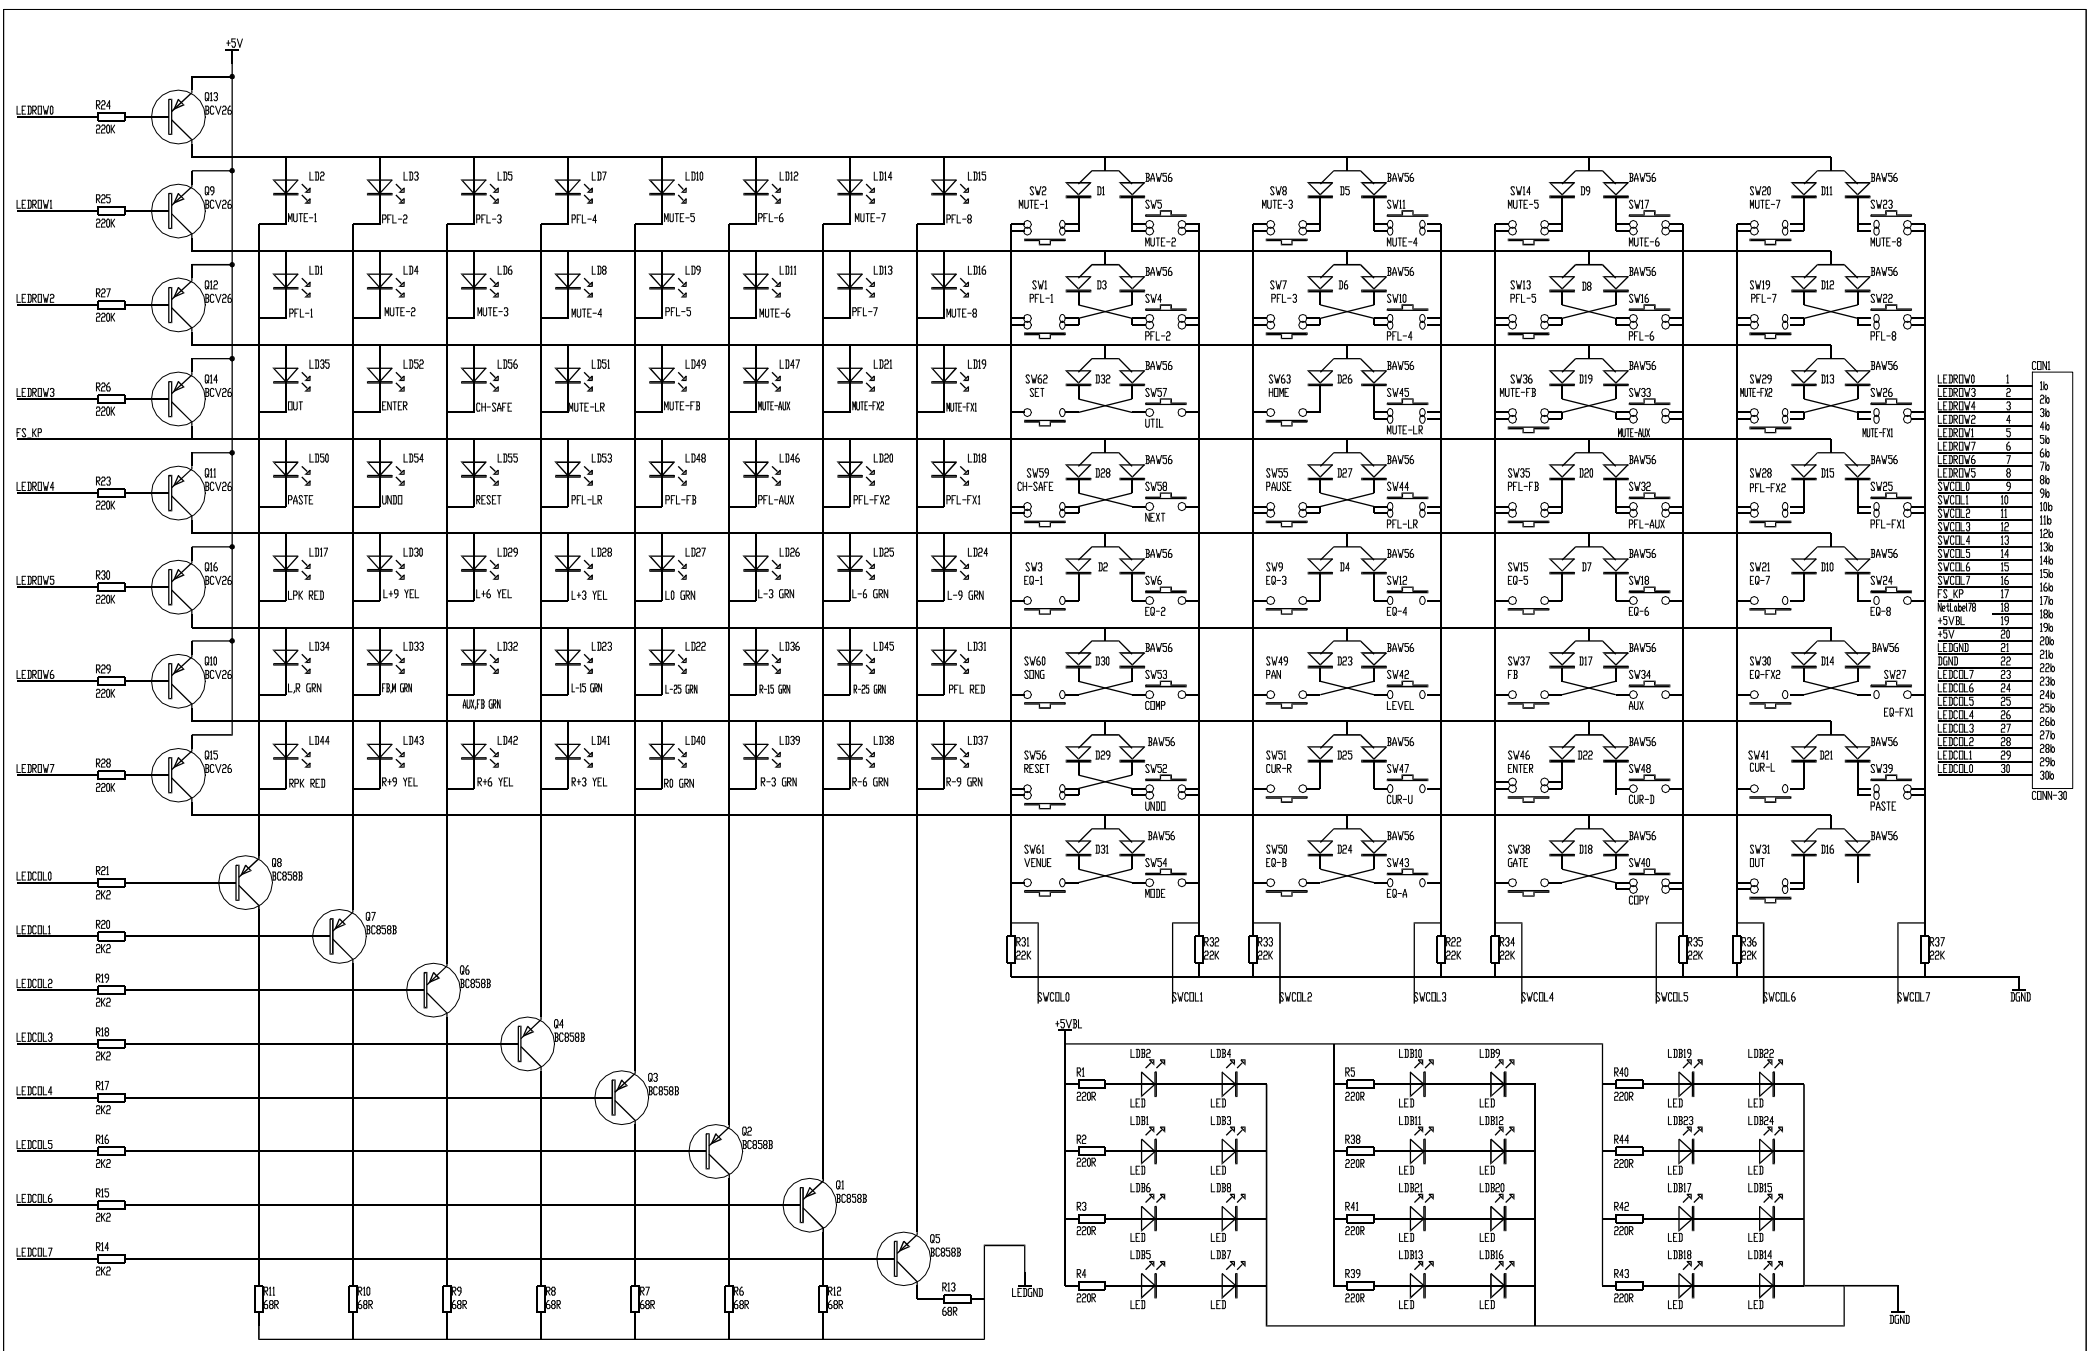 +5V
LEDROW0 R24 220K Q13 BCV26
LEDROW1 R25 220K Q9 BCV26
LEDROW2 R27 220K Q12 BCV26
LEDROW3 R26 220K Q14 BCV26
FS_KP
LEDROW4 R23 220K Q11 BCV26
LEDROW5 R30 220K Q16 BCV26
LEDROW6 R29 220K Q10 BCV26
LEDROW7 R28 220K Q15 BCV26
LD2 LD3 LD5 LD7 LD10 LD12 LD14 LD15
MUTE-1 PFL-2 PFL-3 PFL-4 MUTE-5 PFL-6 MUTE-7 PFL-8
LD1 LD4 LD6 LD8 LD9 LD11 LD13 LD16
PFL-1 MUTE-2 MUTE-3 MUTE-4 PFL-5 MUTE-6 PFL-7 MUTE-8
LD35 LD52 LD56 LD51 LD49 LD47 LD21 LD19
OUT ENTER CH-SAFE MUTE-LR MUTE-FB MUTE-AUX MUTE-FX2 MUTE-FX1
LD50 LD54 LD55 LD53 LD48 LD46 LD20 LD18
PASTE UNDO RESET PFL-LR PFL-FB PFL-AUX PFL-FX2 PFL-FX1
LD17 LD30 LD29 LD28 LD27 LD26 LD25 LD24
LPK RED L+9 YEL L+6 YEL L+3 YEL L0 GRN L-3 GRN L-6 GRN L-9 GRN
LD34 LD33 LD32 LD23 LD22 LD36 LD45 LD31
L,R GRN FB,M GRN AUX,FB GRN L-15 GRN L-25 GRN R-15 GRN R-25 GRN PFL RED
LD44 LD43 LD42 LD41 LD40 LD39 LD38 LD37
RPK RED R+9 YEL R+6 YEL R+3 YEL R0 GRN R-3 GRN R-6 GRN R-9 GRN
SW2 MUTE-1 D1 BAW56 SW5 MUTE-2
SW8 MUTE-3 D5 BAW56 SW11 MUTE-4
SW14 MUTE-5 D9 BAW56 SW17 MUTE-6
SW20 MUTE-7 D11 BAW56 SW23 MUTE-8
SW1 PFL-1 D3 BAW56 SW4 PFL-2
SW7 PFL-3 D6 BAW56 SW10 PFL-4
SW13 PFL-5 D8 BAW56 SW16 PFL-6
SW19 PFL-7 D12 BAW56 SW22 PFL-8
SW62 SET D32 BAW56 SW57 UTIL
SW63 HOME D26 BAW56 SW45 MUTE-LR
SW36 MUTE-FB D19 BAW56 SW33 MUTE-AUX
SW29 MUTE-FX2 D13 BAW56 SW26 MUTE-FX1
SW59 CH-SAFE D28 BAW56 SW58 NEXT
SW55 PAUSE D27 BAW56 SW44 PFL-LR
SW35 PFL-FB D20 BAW56 SW32 PFL-AUX
SW28 PFL-FX2 D15 BAW56 SW25 PFL-FX1
SW3 EQ-1 D2 BAW56 SW6 EQ-2
SW9 EQ-3 D4 BAW56 SW12 EQ-4
SW15 EQ-5 D7 BAW56 SW18 EQ-6
SW21 EQ-7 D10 BAW56 SW24 EQ-8
SW60 SONG D30 BAW56 SW53 COMP
SW49 PAN D23 BAW56 SW42 LEVEL
SW37 FB D17 BAW56 SW34 AUX
SW30 EQ-FX2 D14 BAW56 SW27 EQ-FX1
SW56 RESET D29 BAW56 SW52 UNDO
SW51 CUR-R D25 BAW56 SW47 CUR-U
SW46 ENTER D22 BAW56 SW48 CUR-D
SW41 CUR-L D21 BAW56 SW39 PASTE
SW61 VENUE D31 BAW56 SW54 MODE
SW50 EQ-B D24 BAW56 SW43 EQ-A
SW38 GATE D18 BAW56 SW40 COPY
SW31 OUT D16 BAW56
CON1
LEDROW0 1 1b
LEDROW3 2 2b
LEDROW4 3 3b
LEDROW2 4 4b
LEDROW1 5 5b
LEDROW7 6 6b
LEDROW6 7 7b
LEDROW5 8 8b
SWCOL0 9 9b
SWCOL1 10 10b
SWCOL2 11 11b
SWCOL3 12 12b
SWCOL4 13 13b
SWCOL5 14 14b
SWCOL6 15 15b
SWCOL7 16 16b
FS_KP 17 17b
NetLabel78 18 18b
+5VBL 19 19b
+5V 20 20b
LEDGND 21 21b
DGND 22 22b
LEDCOL7 23 23b
LEDCOL6 24 24b
LEDCOL5 25 25b
LEDCOL4 26 26b
LEDCOL3 27 27b
LEDCOL2 28 28b
LEDCOL1 29 29b
LEDCOL0 30 30b
CONN-30
LEDCOL0 R21 2K2 Q8 BC858B
LEDCOL1 R20 2K2 Q7 BC858B
LEDCOL2 R19 2K2 Q6 BC858B
LEDCOL3 R18 2K2 Q4 BC858B
LEDCOL4 R17 2K2 Q3 BC858B
LEDCOL5 R16 2K2 Q2 BC858B
LEDCOL6 R15 2K2 Q1 BC858B
LEDCOL7 R14 2K2 Q5 BC858B
R11 68R R10 68R R9 68R R8 68R R7 68R R6 68R R12 68R R13 68R LEDGND
R31 22K R32 22K R33 22K R22 22K R34 22K R35 22K R36 22K R37 22K
SWCOL0 SWCOL1 SWCOL2 SWCOL3 SWCOL4 SWCOL5 SWCOL6 SWCOL7 DGND
+5VBL
R1 220R LDB2 LED LDB4 LED
R5 220R LDB10 LED LDB9 LED
R40 220R LDB19 LED LDB22 LED
R2 220R LDB1 LED LDB3 LED
R38 220R LDB11 LED LDB12 LED
R44 220R LDB23 LED LDB24 LED
R3 220R LDB6 LED LDB8 LED
R41 220R LDB21 LED LDB20 LED
R42 220R LDB17 LED LDB15 LED
R4 220R LDB5 LED LDB7 LED
R39 220R LDB13 LED LDB16 LED
R43 220R LDB18 LED LDB14 LED
DGND